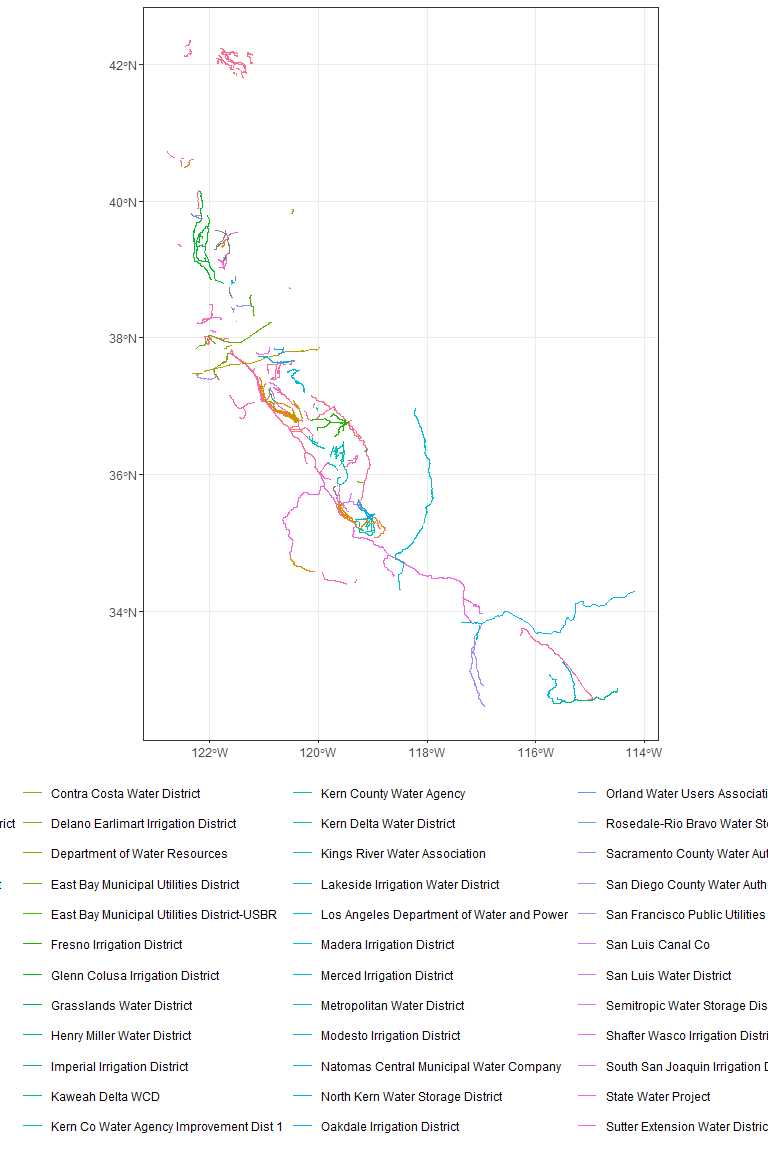 42°N
40°N
38°N
36°N
34°N
122°W 120°W 118°W 116°W 114°W
Contra Costa Water District Kern County Water Agency Orland Water Users Associati
rict Delano Earlimart Irrigation District Kern Delta Water District Rosedale-Rio Bravo Water Sto
Department of Water Resources Kings River Water Association Sacramento County Water Aut
East Bay Municipal Utilities District Lakeside Irrigation Water District San Diego County Water Auth
East Bay Municipal Utilities District-USBR Los Angeles Department of Water and Power San Francisco Public Utilities
Fresno Irrigation District Madera Irrigation District San Luis Canal Co
Glenn Colusa Irrigation District Merced Irrigation District San Luis Water District
Grasslands Water District Metropolitan Water District Semitropic Water Storage Dis
Henry Miller Water District Modesto Irrigation District Shafter Wasco Irrigation Distri
Imperial Irrigation District Natomas Central Municipal Water Company South San Joaquin Irrigation D
Kaweah Delta WCD North Kern Water Storage District State Water Project
Kern Co Water Agency Improvement Dist 1 Oakdale Irrigation District Sutter Extension Water Distric